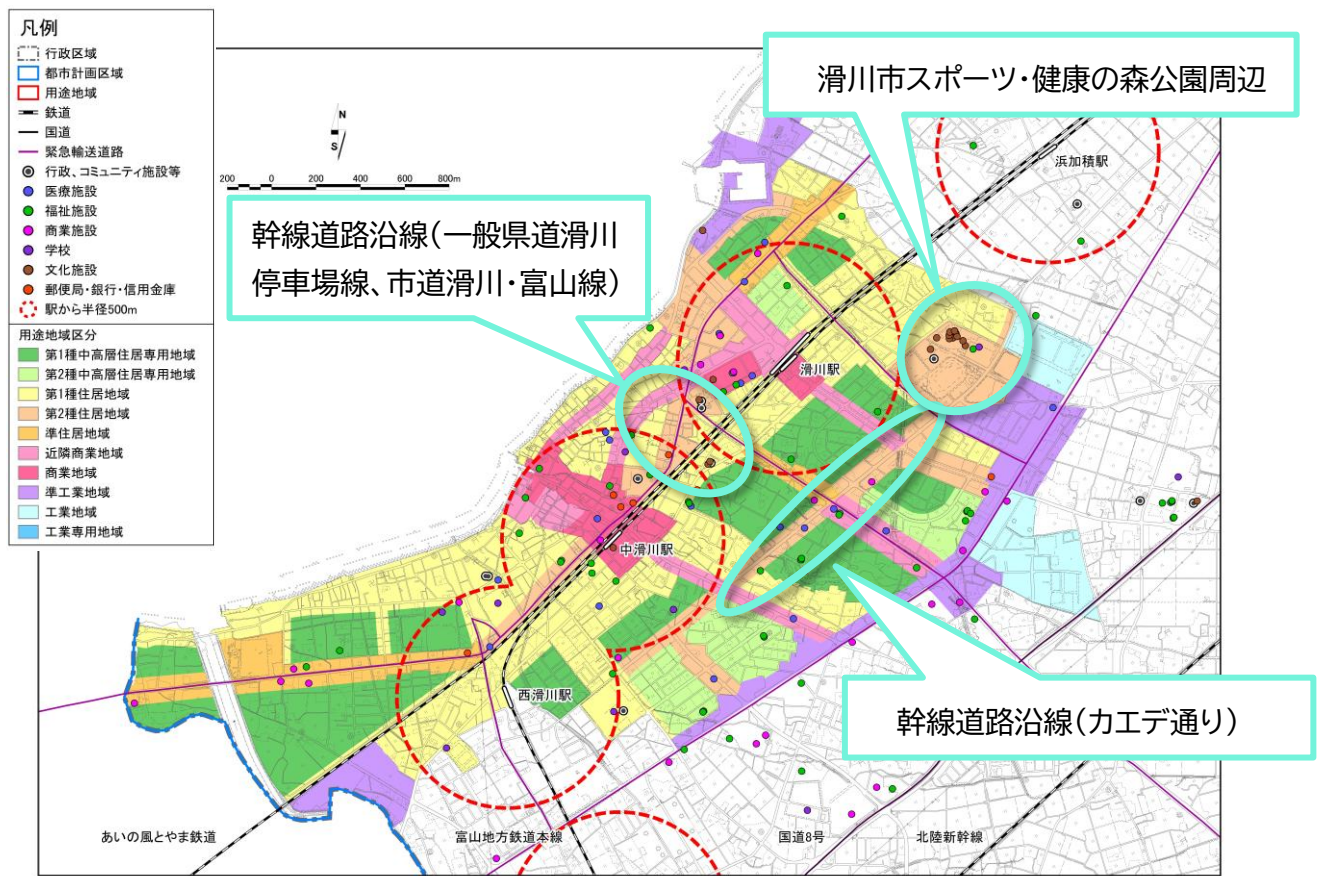 凡例
行政区域
都市計画区域
用途地域
鉄道
国道
緊急輸送道路
行政、コミュニティ施設等
医療施設
福祉施設
商業施設
学校
文化施設
郵便局・銀行・信用金庫
駅から半径500m
用途地域区分
第1種中高層住居専用地域
第2種中高層住居専用地域
第1種住居地域
第2種住居地域
準住居地域
近隣商業地域
商業地域
準工業地域
工業地域
工業専用地域
N
S
200 0 200 400 600 800m
滑川市スポーツ・健康の森公園周辺
幹線道路沿線(一般県道滑川
停車場線、市道滑川・富山線)
浜加積駅
滑川駅
中滑川駅
西滑川駅
幹線道路沿線(カエデ通り)
あいの風とやま鉄道
富山地方鉄道本線
国道8号
北陸新幹線